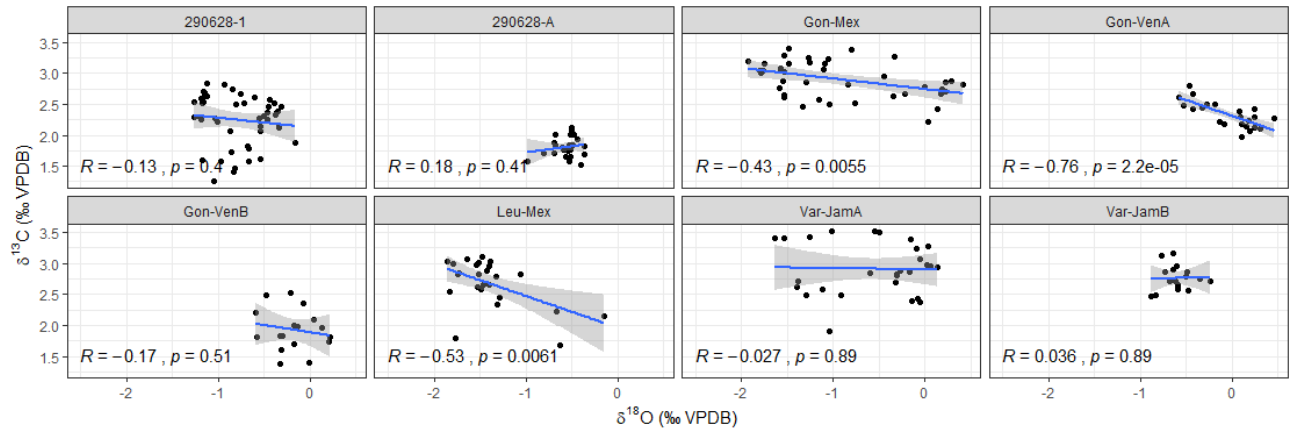 290628-1 290628-A Gon-Mex Gon-VenA
3.5
3.0
2.5
2.0
1.5
R = −0.13 , p = 0.4 R = 0.18 , p = 0.41 R = −0.43 , p = 0.0055 R = −0.76 , p = 2.2e-05
Gon-VenB Leu-Mex Var-JamA Var-JamB
3.5
3.0
2.5
2.0
1.5
R = −0.17 , p = 0.51 R = −0.53 , p = 0.0061 R = −0.027 , p = 0.89 R = 0.036 , p = 0.89
-2 -1 0 -2 -1 0 -2 -1 0 -2 -1 0
δ18O (‰ VPDB)
δ13C (‰ VPDB)